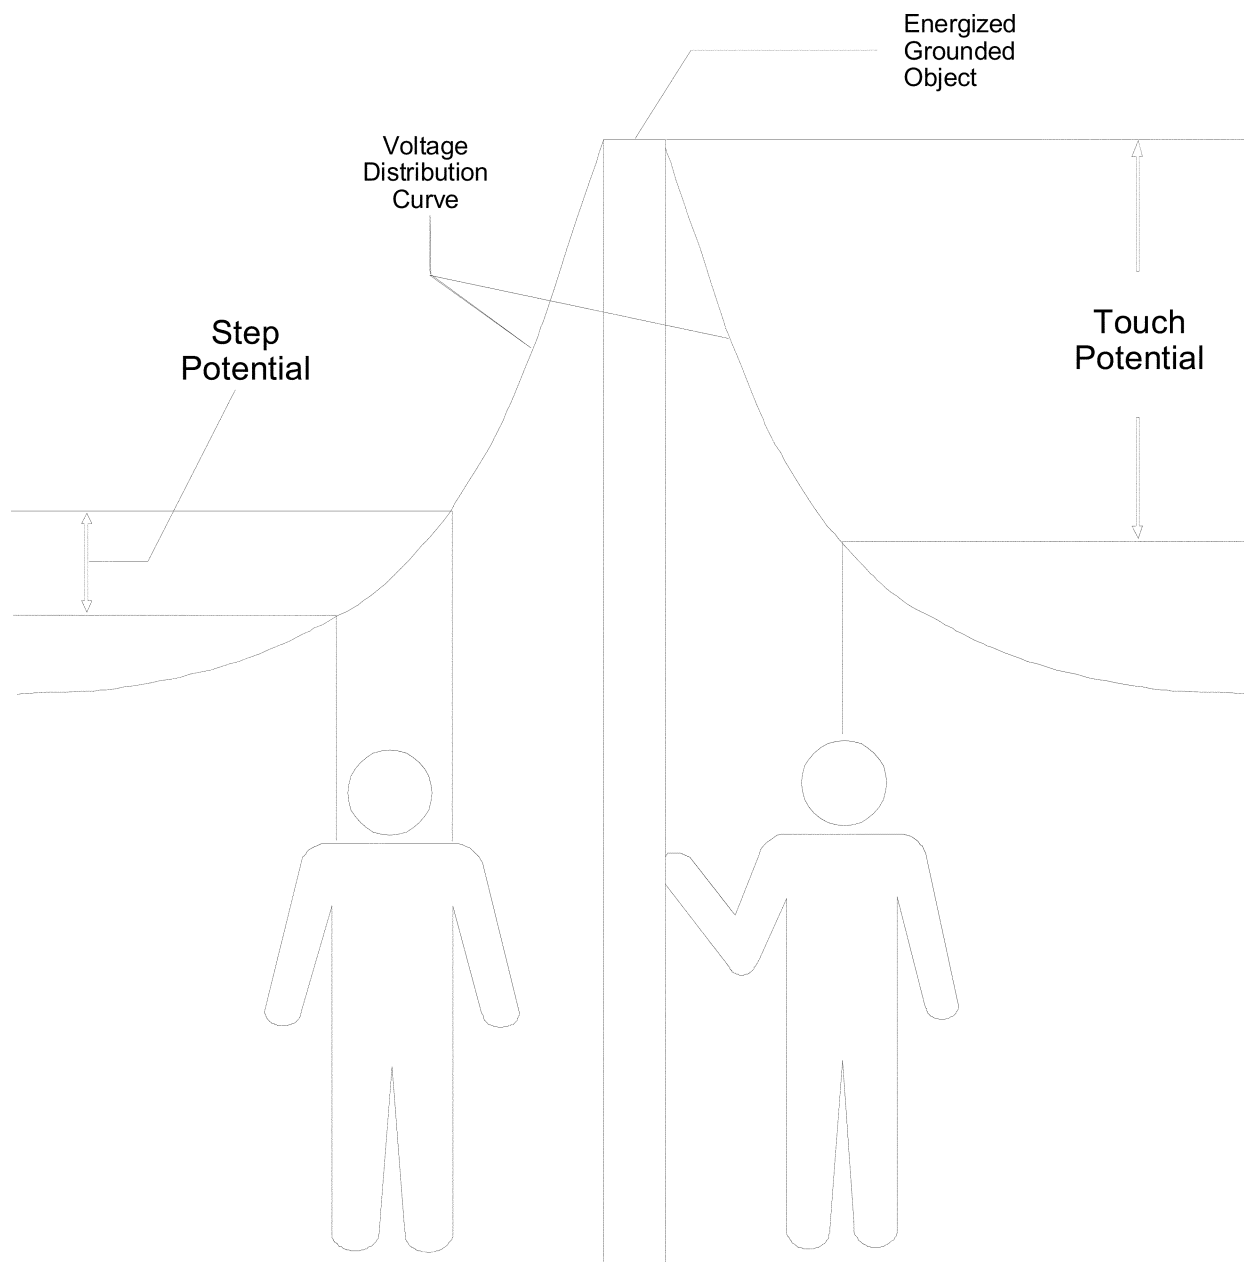 Energized
Grounded
Object
Voltage
Distribution
Curve
Step
Potential
Touch
Potential